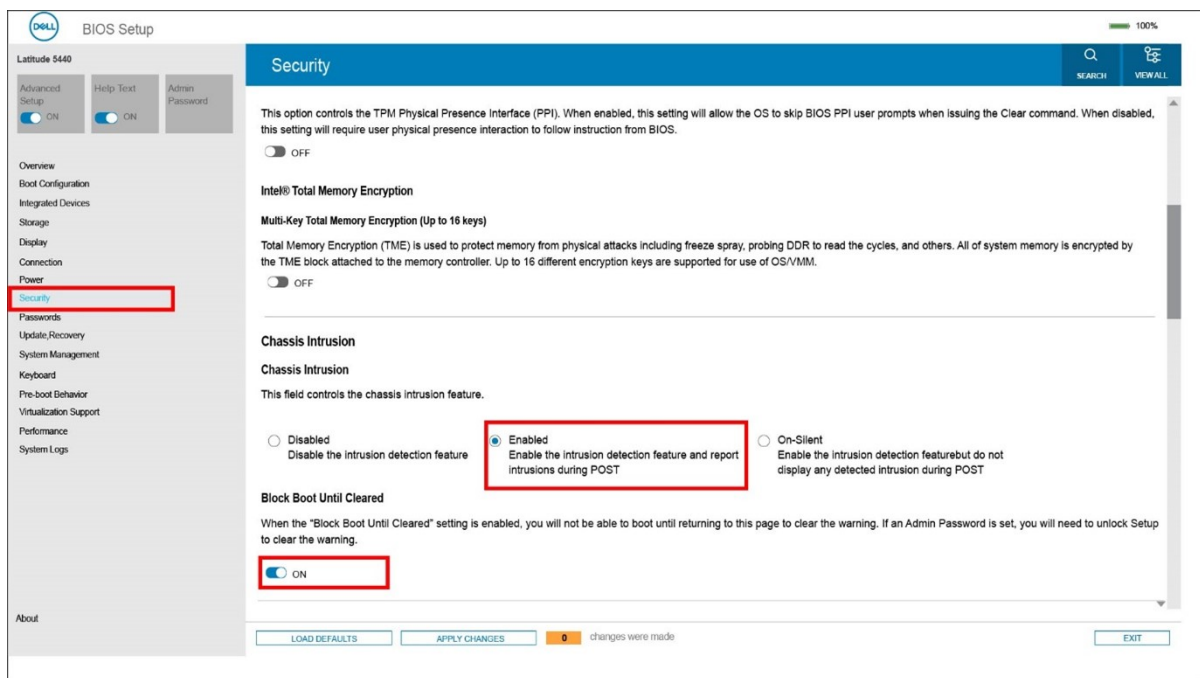 DELL
BIOS Setup
100%
Latitude 5440
Advanced Setup
ON
Help Text
ON
Admin Password
Overview
Boot Configuration
Integrated Devices
Storage
Display
Connection
Power
Security
Passwords
Update,Recovery
System Management
Keyboard
Pre-boot Behavior
Virtualization Support
Performance
System Logs
About
Security
SEARCH
VIEW ALL
This option controls the TPM Physical Presence Interface (PPI). When enabled, this setting will allow the OS to skip BIOS PPI user prompts when issuing the Clear command. When disabled,
this setting will require user physical presence interaction to follow instruction from BIOS.
OFF
Intel® Total Memory Encryption
Multi-Key Total Memory Encryption (Up to 16 keys)
Total Memory Encryption (TME) is used to protect memory from physical attacks including freeze spray, probing DDR to read the cycles, and others. All of system memory is encrypted by
the TME block attached to the memory controller. Up to 16 different encryption keys are supported for use of OS/VMM.
OFF
Chassis Intrusion
Chassis Intrusion
This field controls the chassis intrusion feature.
Disabled
Disable the intrusion detection feature
Enabled
Enable the intrusion detection feature and report
intrusions during POST
On-Silent
Enable the intrusion detection featurebut do not
display any detected intrusion during POST
Block Boot Until Cleared
When the "Block Boot Until Cleared" setting is enabled, you will not be able to boot until returning to this page to clear the warning. If an Admin Password is set, you will need to unlock Setup
to clear the warning.
ON
LOAD DEFAULTS
APPLY CHANGES
0 changes were made
EXIT